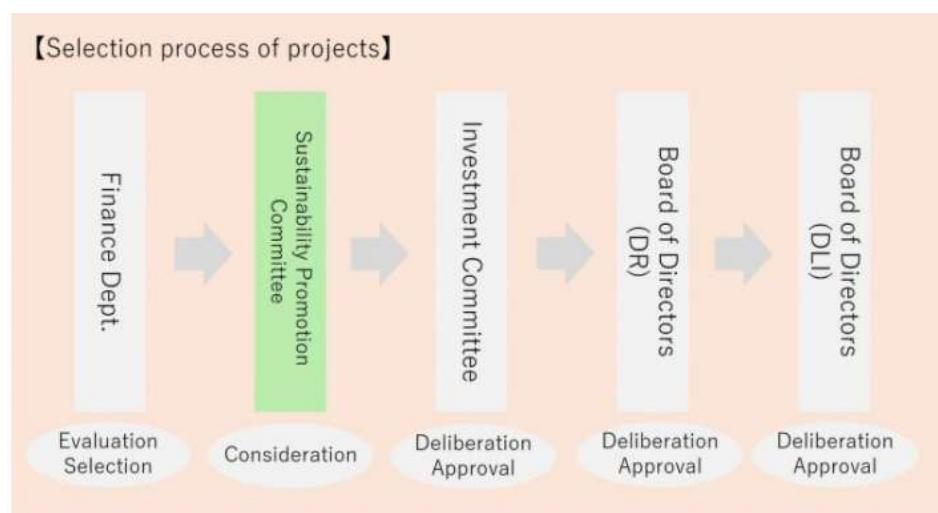 【Selection process of projects】
Finance Dept.
Sustainability Promotion
Committee
Investment Committee
Board of Directors
(DR)
Board of Directors
(DLI)
Evaluation
Selection
Consideration
Deliberation
Approval
Deliberation
Approval
Deliberation
Approval